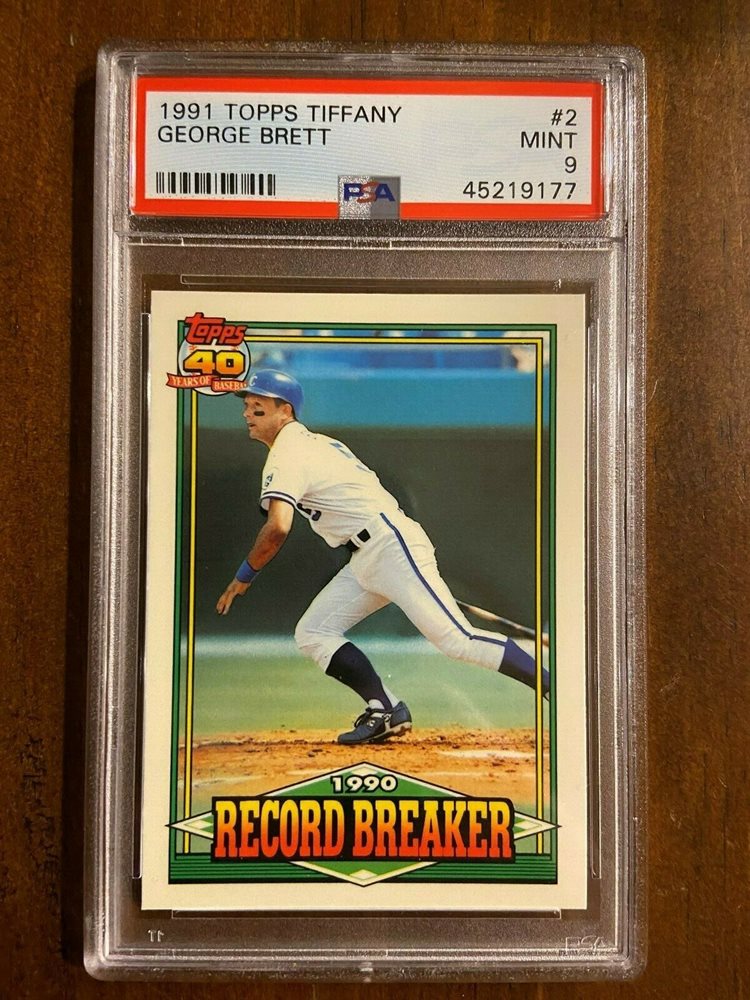 1991 TOPPS TIFFANY #2
GEORGE BRETT MINT
9
PSA 45219177
Topps
40
YEARS OF BASEBALL
1990
RECORD BREAKER
PSA